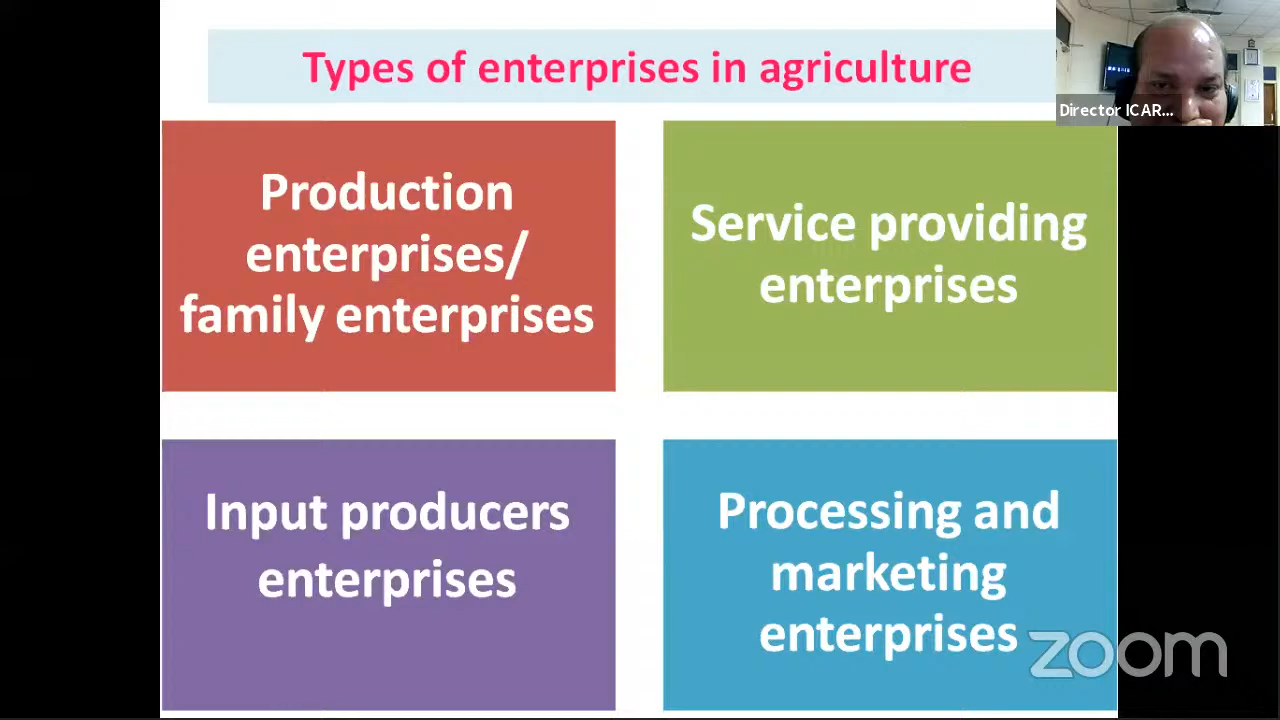 Types of enterprises in agriculture
Director ICAR...
Production
enterprises/
family enterprises
Service providing
enterprises
Input producers
enterprises
Processing and
marketing
enterprises
zoom